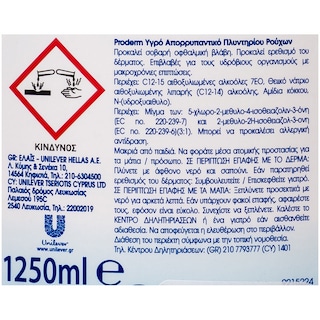 Proderm Υγρό Απορρυπαντικό Πλυντηρίου Ρούχων
Προκαλεί σοβαρή οφθαλμική βλάβη. Προκαλεί ερεθισμό του
δέρματος. Επιβλαβές για τους υδρόβιους οργανισμούς με
μακροχρόνιες επιπτώσεις.
Περιέχει: C12-15 αιθοξυλιωμένες αλκοόλες 7EO, Θειικό νάτριο
αιθοξυλιωμένης λιπαρής (C12-14) αλκοόλης, Αμίδια κόκκου,
Ν-(υδροξυαιθυλο).
Περιέχει: Μίγμα των: 5-χλωρο-2-μεθυλο-4-ισοθειαζολιν-3-όνη
(EC no. 220-239-7) και 2-μεθυλο-2Η-ισοθειαζολ-3-όνη
(EC no. 220-239-6)(3:1). Μπορεί να προκαλέσει αλλεργική
αντίδραση.
Μακριά από παιδιά. Να φοράτε μέσα ατομικής προστασίας για
τα μάτια / πρόσωπο. ΣΕ ΠΕΡΙΠΤΩΣΗ ΕΠΑΦΗΣ ΜΕ ΤΟ ΔΕΡΜΑ:
Πλύνετε με άφθονο νερό και σαπούνι. Εάν παρατηρηθεί
ερεθισμός του δέρματος: Συμβουλευθείτε / Επισκεφθείτε
γιατρό. ΣΕ ΠΕΡΙΠΤΩΣΗ ΕΠΑΦΗΣ ΜΕ ΤΑ ΜΑΤΙΑ: Ξεπλύνετε προσεκτικά με
νερό για αρκετά λεπτά. Εάν υπάρχουν φακοί επαφής, αφαιρέστε τους,
εφόσον είναι εύκολο. Συνεχίστε να ξεπλένετε. Καλέστε το
ΚΕΝΤΡΟ ΔΗΛΗΤΗΡΙΑΣΕΩΝ ή ένα γιατρό εάν αισθανθείτε
αδιαθεσία. Να αποφεύγεται η ελευθέρωση στο περιβάλλον.
Διάθεση του περιέκτη σύμφωνα με την τοπική νομοθεσία.
Τηλ. Κέντρου Δηλητηριάσεων: (GR) 210 7793777 (CY) 1401
ΚΙΝΔΥΝΟΣ
GR: ΕΛΑΪΣ - UNILEVER HELLAS A.E.
Λ. Κύμης & Σενέκα 10,
14564 Κηφισιά, Τηλ: 210-6304500
CY: UNILEVER TSERIOTIS CYPRUS LTD
Παλαιός δρόμος Λευκωσίας
Λεμεσού 195C
2540 Λευκωσία, Τηλ: 22002019
Unilever
www.unilever.gr
1250ml e